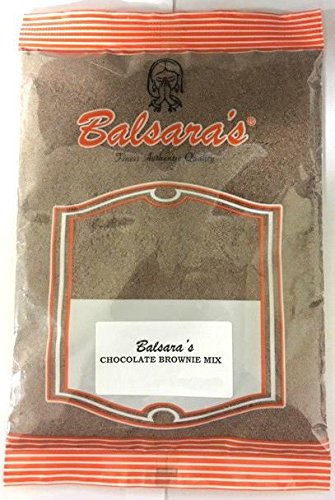 Balsara's®
Finest Authentic Quality
Balsara's
CHOCOLATE BROWNIE MIX